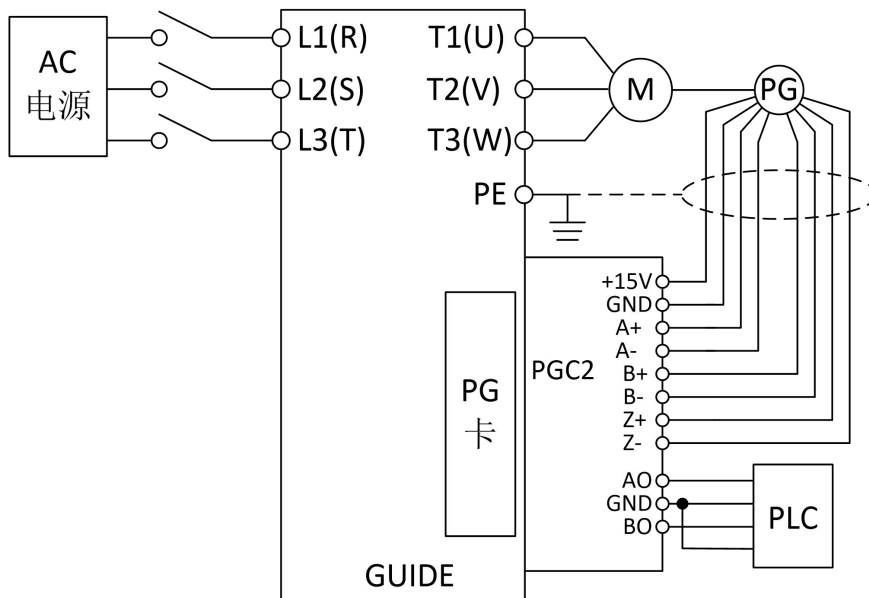 AC
电源
L1(R)
L2(S)
L3(T)
T1(U)
T2(V)
T3(W)
PE
M
PG
+15V
GND
A+
A-
B+
B-
Z+
Z-
PGC2
PG
卡
AO
GND
BO
PLC
GUIDE